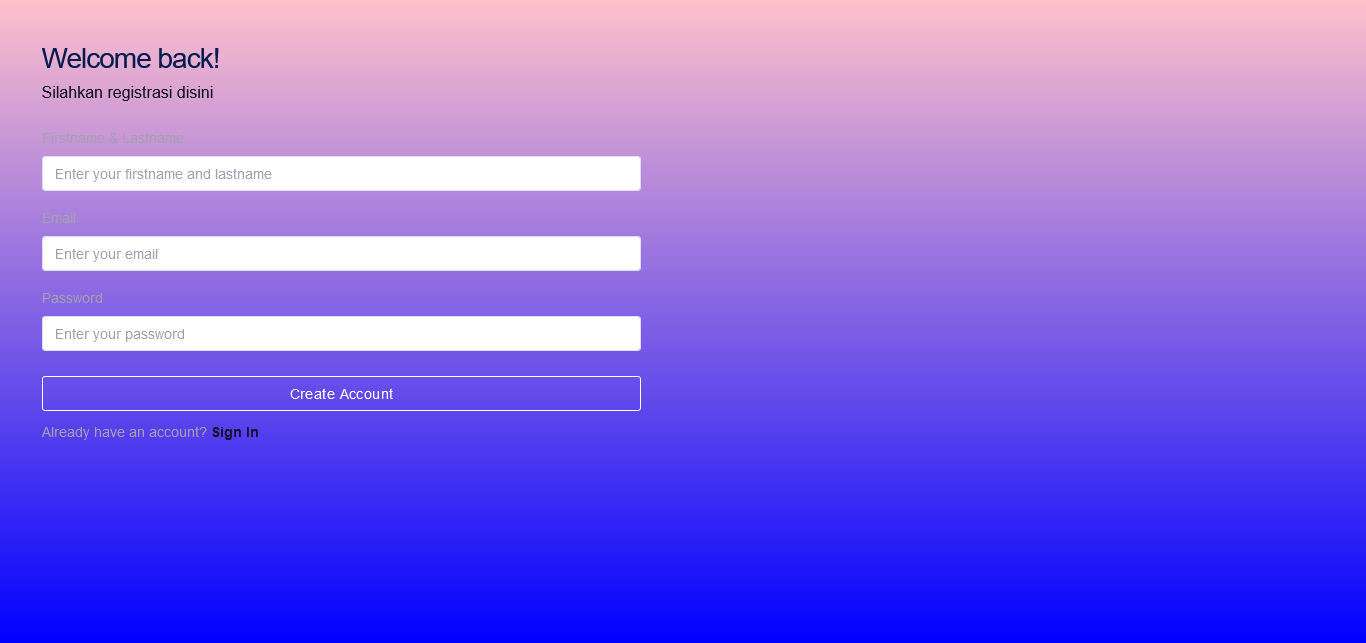 Welcome back!
Silahkan registrasi disini
Firstname & Lastname
Enter your firstname and lastname
Email
Enter your email
Password
Enter your password
Create Account
Already have an account? Sign In